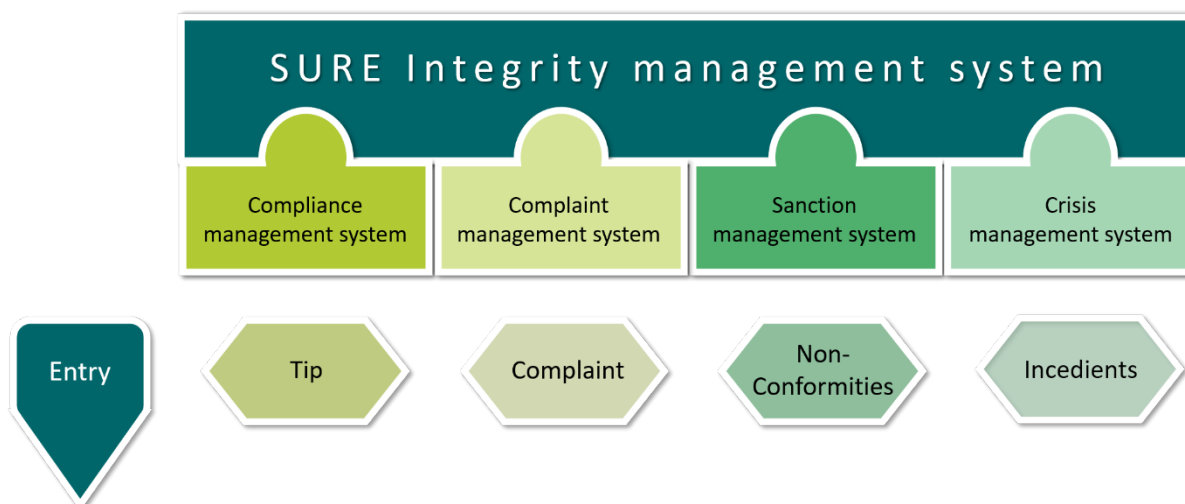 SURE Integrity management system
Compliance
management system
Complaint
management system
Sanction
management system
Crisis
management system
Entry
Tip
Complaint
Non-
Conformities
Incedients